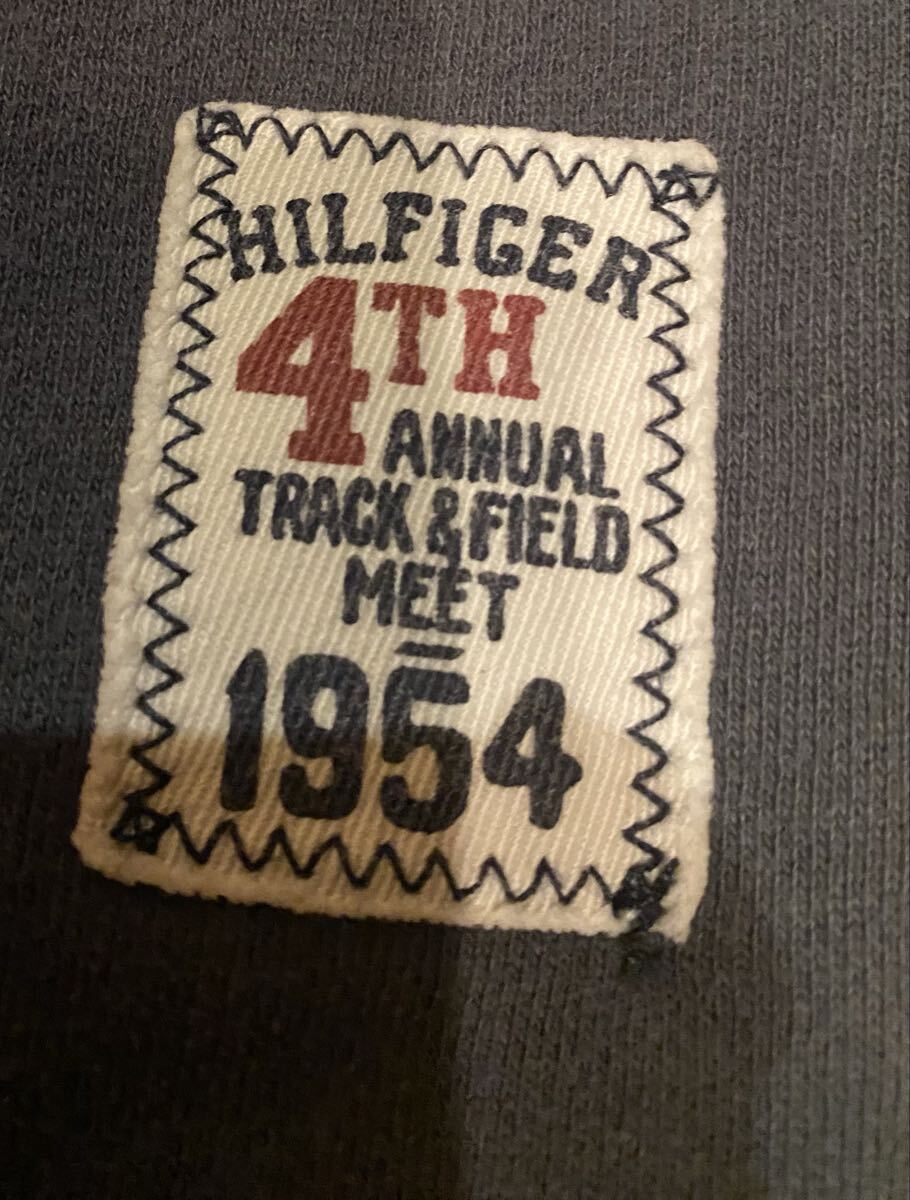 HILFIGER
4TH
ANNUAL
TRACK & FIELD
MEET
1954